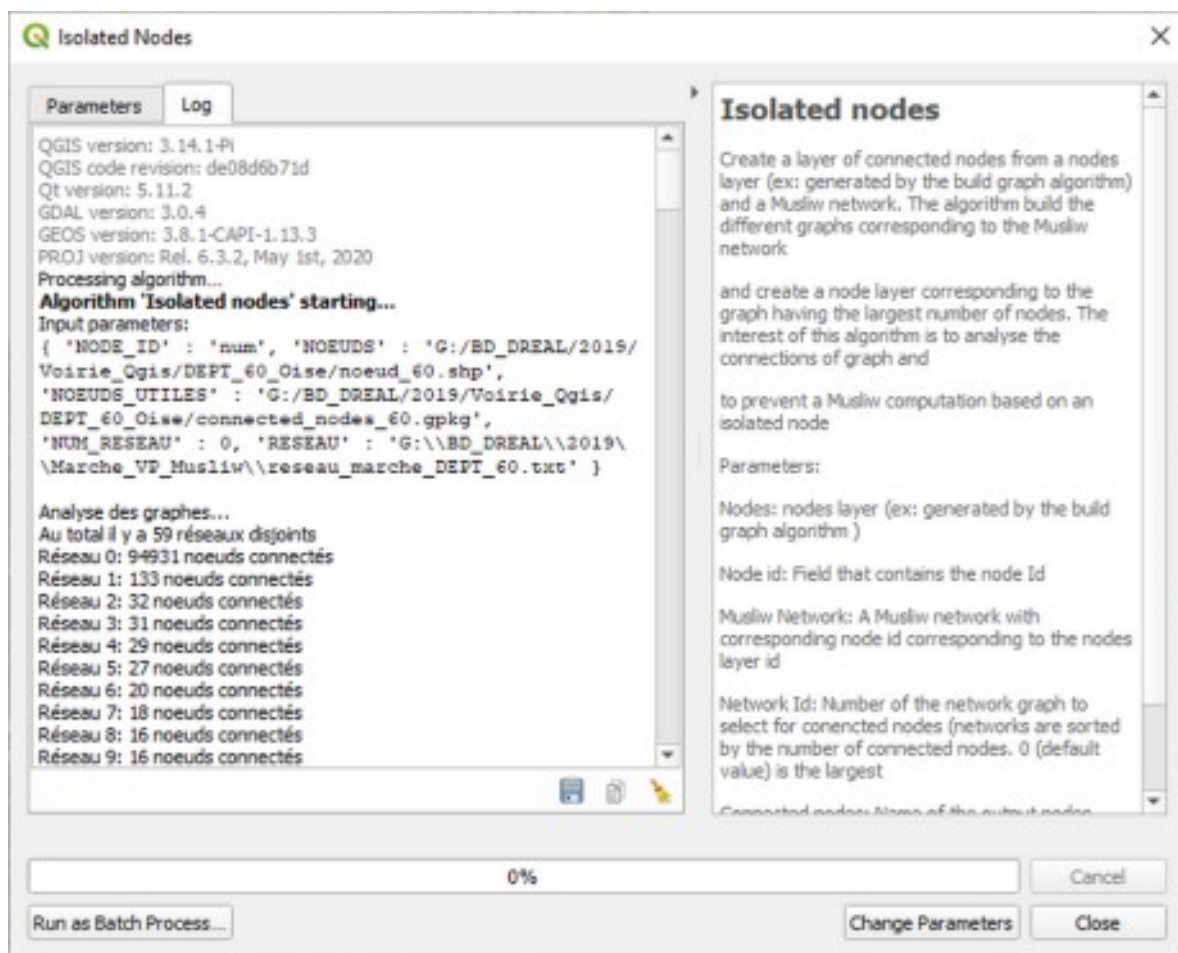 Isolated Nodes
Parameters
Log
QGIS version: 3.14.1-Pi
QGIS code revision: de08d6b71d
Qt version: 5.11.2
GDAL version: 3.0.4
GEOS version: 3.8.1-CAPI-1.13.3
PROJ version: Rel. 6.3.2, May 1st, 2020
Processing algorithm...
Algorithm 'Isolated nodes' starting...
Input parameters:
{ 'NODE_ID' : 'num', 'NOEUDS' : 'G:/BD_DREAL/2019/
Voirie_Qgis/DEPT_60_Oise/noeud_60.shp',
'NOEUDS_UTILES' : 'G:/BD_DREAL/2019/Voirie_Qgis/
DEPT_60_Oise/connected_nodes_60.gpkg',
'NUM_RESEAU' : 0, 'RESEAU' : 'G:\\BD_DREAL\\2019\
\Marche_VP_Musliw\\reseau_marche_DEPT_60.txt' }
Analyse des graphes...
Au total il y a 59 réseaux disjoints
Réseau 0: 94931 noeuds connectés
Réseau 1: 133 noeuds connectés
Réseau 2: 32 noeuds connectés
Réseau 3: 31 noeuds connectés
Réseau 4: 29 noeuds connectés
Réseau 5: 27 noeuds connectés
Réseau 6: 20 noeuds connectés
Réseau 7: 18 noeuds connectés
Réseau 8: 16 noeuds connectés
Réseau 9: 16 noeuds connectés
Isolated nodes
Create a layer of connected nodes from a nodes
layer (ex: generated by the build graph algorithm)
and a Musliw network. The algorithm build the
different graphs corresponding to the Musliw
network
and create a node layer corresponding to the
graph having the largest number of nodes. The
interest of this algorithm is to analyse the
connections of graph and
to prevent a Musliw computation based on an
isolated node
Parameters:
Nodes: nodes layer (ex: generated by the build
graph algorithm )
Node id: Field that contains the node Id
Musliw Network: A Musliw network with
corresponding node id corresponding to the nodes
layer id
Network Id: Number of the network graph to
select for conencted nodes (networks are sorted
by the number of connected nodes. 0 (default
value) is the largest
Connected nodes: Name of the output nodes
0%
Cancel
Run as Batch Process...
Change Parameters
Close